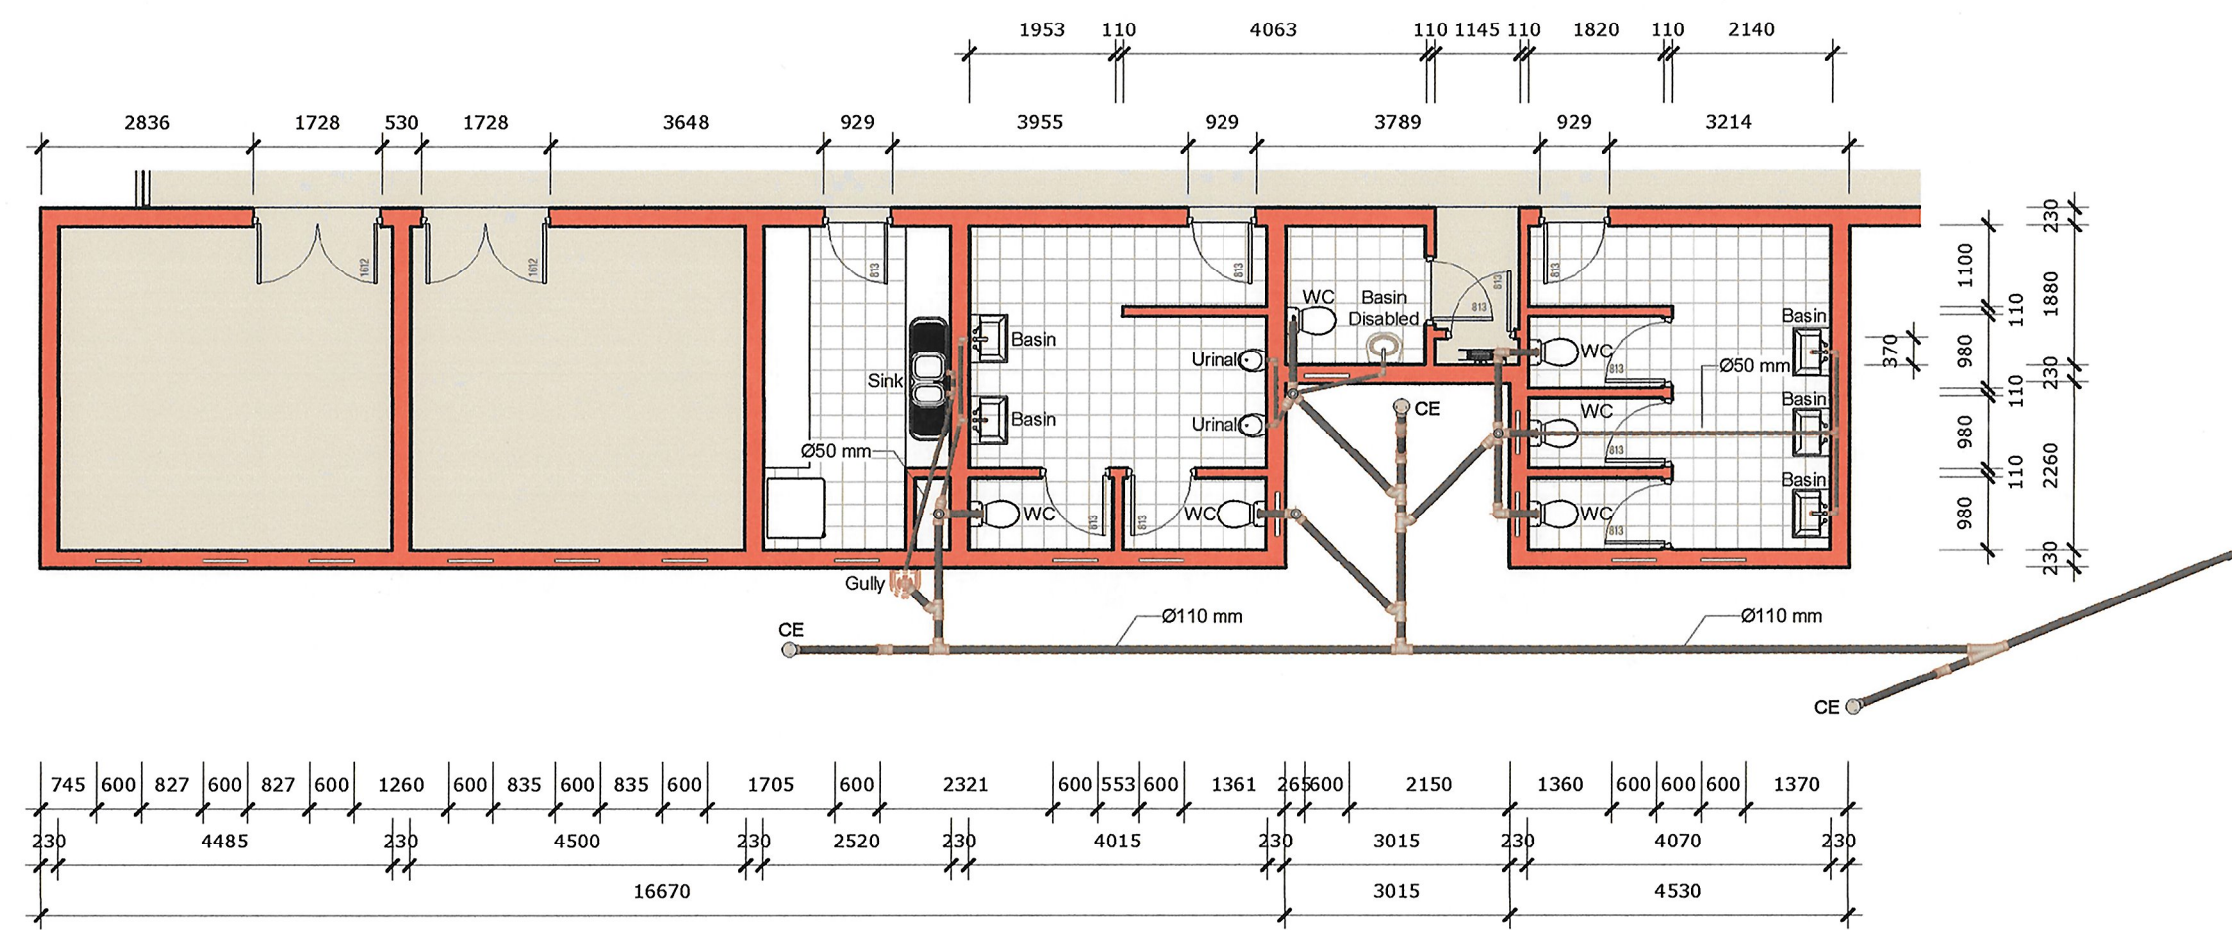 1953 110 4063 110 1145 110 1820 110 2140
2836 1728 530 1728 3648 929 3955 929 3789 929 3214
230
1612 1612 813 813 813 813
1100 1880
WC Basin
Disabled
813
110
Basin
Basin
Urinal
WC
Ø50 mm
370 980
Sink
813
230
110
CE
Basin
WC
Basin
Urinal
980
Ø50 mm
813
2260
110
Basin
WC
WC
WC
980
813 813
813
230
Gully
Ø110 mm
Ø110 mm
CE
CE
745 600 827 600 827 600 1260 600 835 600 835 600 1705 600 2321 600 553 600 1361 265 600 2150 1360 600 600 600 1370
230 4485 230 4500 230 2520 230 4015 230 3015 230 4070 230
16670 3015 4530